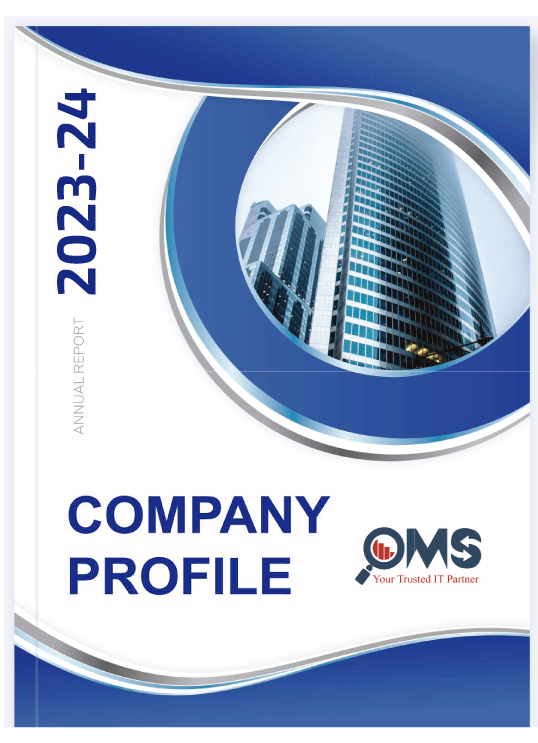 2023-24
ANNUAL REPORT
COMPANY
PROFILE
OMS
Your Trusted IT Partner